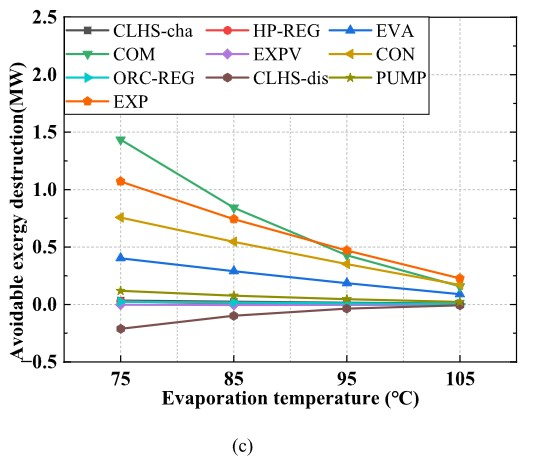 2.5
2.0
1.5
1.0
0.5
0.0
−0.5
Avoidable exergy destruction(MW)
CLHS-cha HP-REG EVA
COM EXPV CON
ORC-REG CLHS-dis PUMP
EXP
75 85 95 105
Evaporation temperature (℃)
(c)